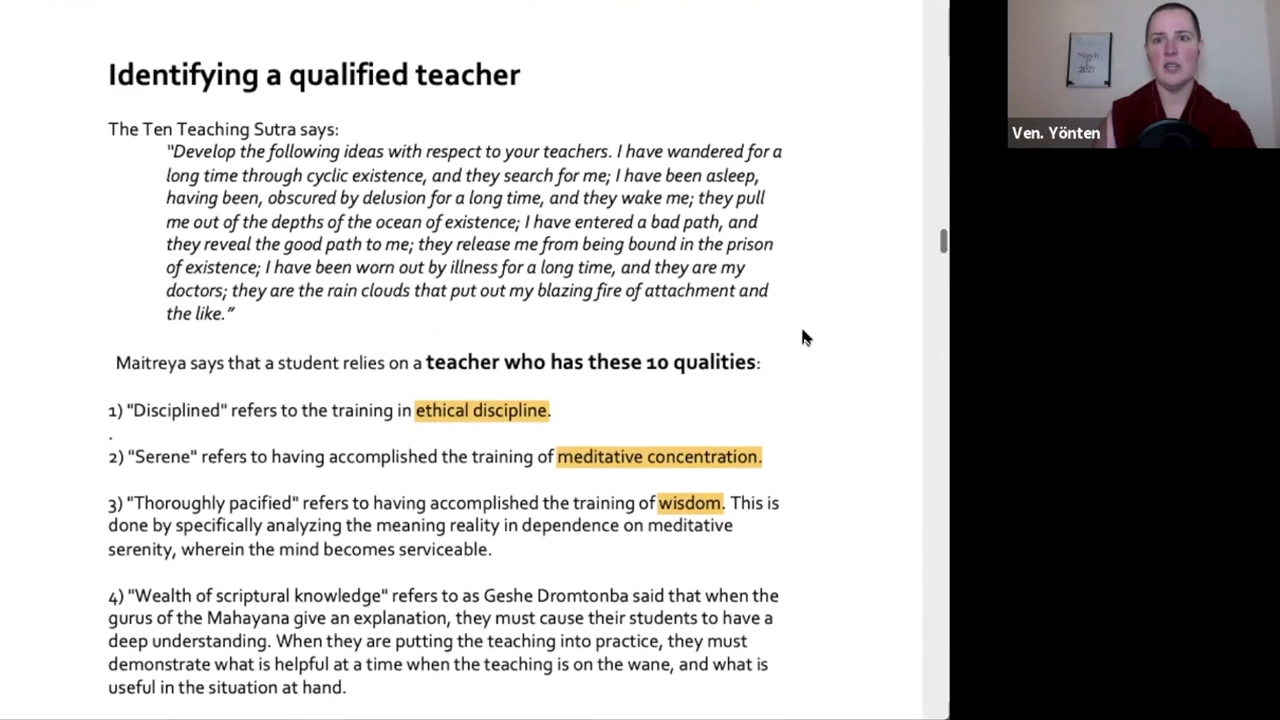 Identifying a qualified teacher
The Ten Teaching Sutra says:
"Develop the following ideas with respect to your teachers. I have wandered for a
long time through cyclic existence, and they search for me; I have been asleep,
having been, obscured by delusion for a long time, and they wake me; they pull
me out of the depths of the ocean of existence; I have entered a bad path, and
they reveal the good path to me; they release me from being bound in the prison
of existence; I have been worn out by illness for a long time, and they are my
doctors; they are the rain clouds that put out my blazing fire of attachment and
the like."
Maitreya says that a student relies on a teacher who has these 10 qualities:
1) "Disciplined" refers to the training in ethical discipline.
.
2) "Serene" refers to having accomplished the training of meditative concentration.
3) "Thoroughly pacified" refers to having accomplished the training of wisdom. This is
done by specifically analyzing the meaning reality in dependence on meditative
serenity, wherein the mind becomes serviceable.
4) "Wealth of scriptural knowledge" refers to as Geshe Dromtonba said that when the
gurus of the Mahayana give an explanation, they must cause their students to have a
deep understanding. When they are putting the teaching into practice, they must
demonstrate what is helpful at a time when the teaching is on the wane, and what is
useful in the situation at hand.
March
2021
Ven. Yönten